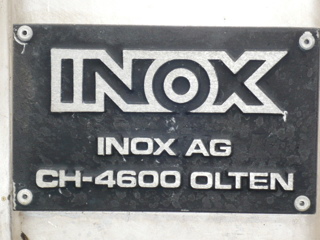 INOX
INOX AG
CH-4600 OLTEN